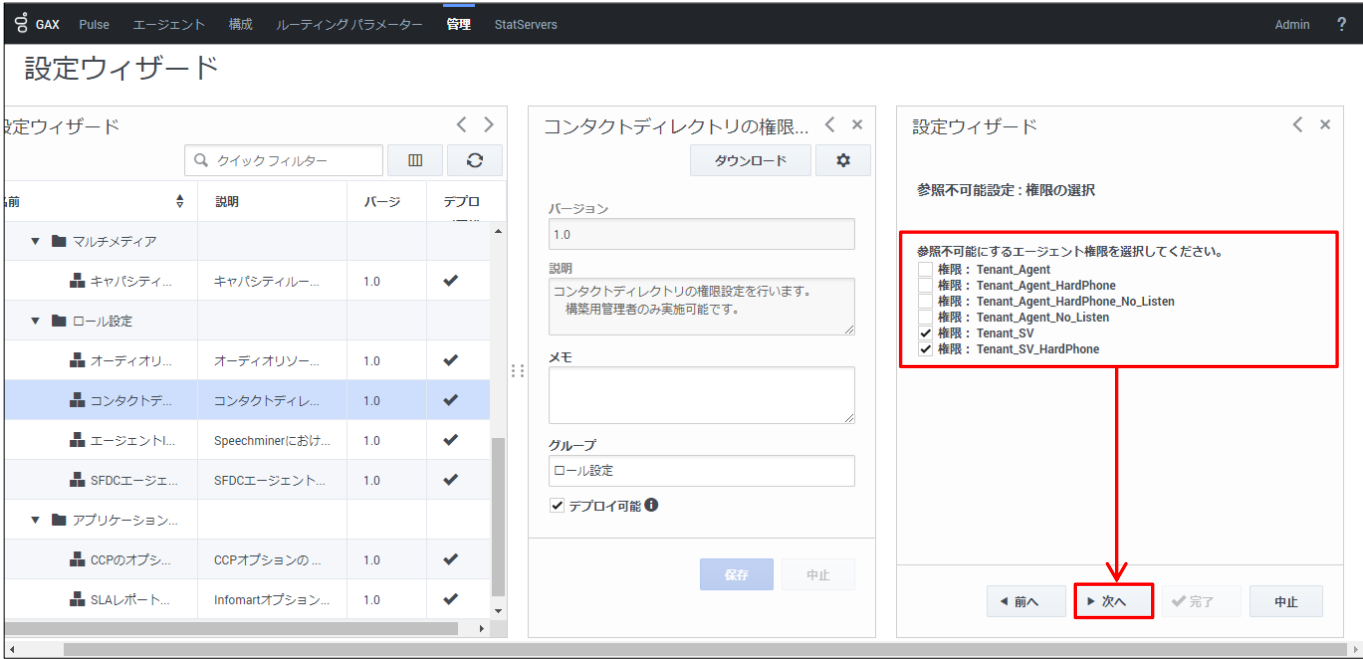 GAX Pulse エージェント 構成 ルーティングパラメーター 管理 StatServers Admin ?
設定ウィザード
設定ウィザード
クイックフィルター
名前 説明 バージ デプロ
マルチメディア
キャパシティ... キャパシティルー... 1.0
ロール設定
オーディオリ... オーディオリソー... 1.0
コンタクトデ... コンタクトディレ... 1.0
エージェントI... Speechminerにおけ... 1.0
SFDCエージェ... SFDCエージェント... 1.0
アプリケーション...
CCPのオプシ... CCPオプションの ... 1.0
SLAレポート... Infomartオプション... 1.0
コンタクトディレクトリの権限...
ダウンロード
バージョン
1.0
説明
コンタクトディレクトリの権限設定を行います。
構築用管理者のみ実施可能です。
メモ
グループ
ロール設定
デプロイ可能
保存 中止
設定ウィザード
参照不可能設定 : 権限の選択
参照不可能にするエージェント権限を選択してください。
権限： Tenant_Agent
権限： Tenant_Agent_HardPhone
権限： Tenant_Agent_HardPhone_No_Listen
権限： Tenant_Agent_No_Listen
権限： Tenant_SV
権限： Tenant_SV_HardPhone
前へ 次へ 完了 中止